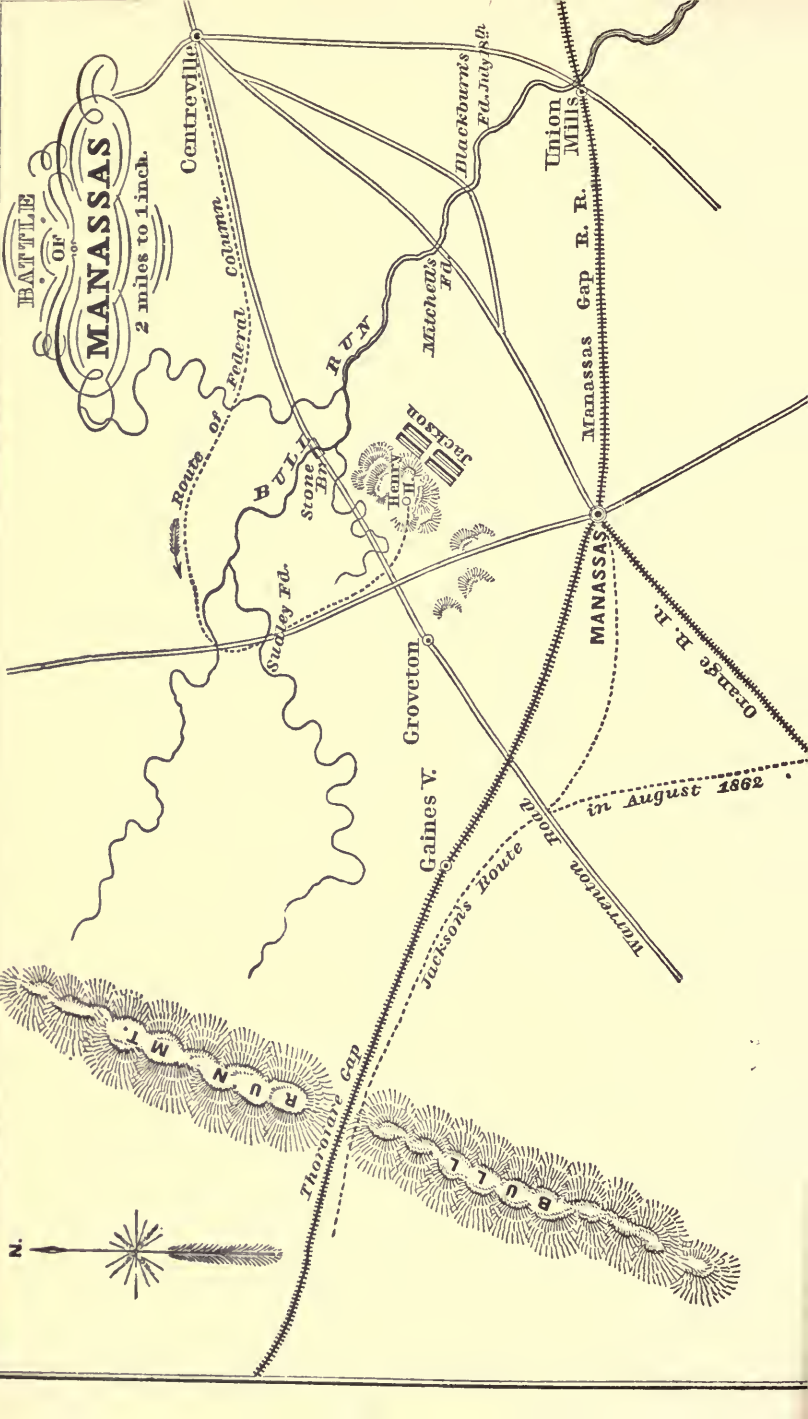 BATTLE
OF
MANASSAS
2 miles to 1 inch.
Centreville
Blackburn's
Fd. July 18th
Union
Mills
Route of Federal Column
Mitchell's
Fd.
BULL RUN
Stone
Br.
Henry
H.
Jackson
Manassas Gap R. R.
Sudley Fd.
MANASSAS
Groveton
Orange R. R.
Gaines V.
Warrenton Road
Jackson's Route
in August 1862
Thorofare Gap
BULL
RUN MT.
N.